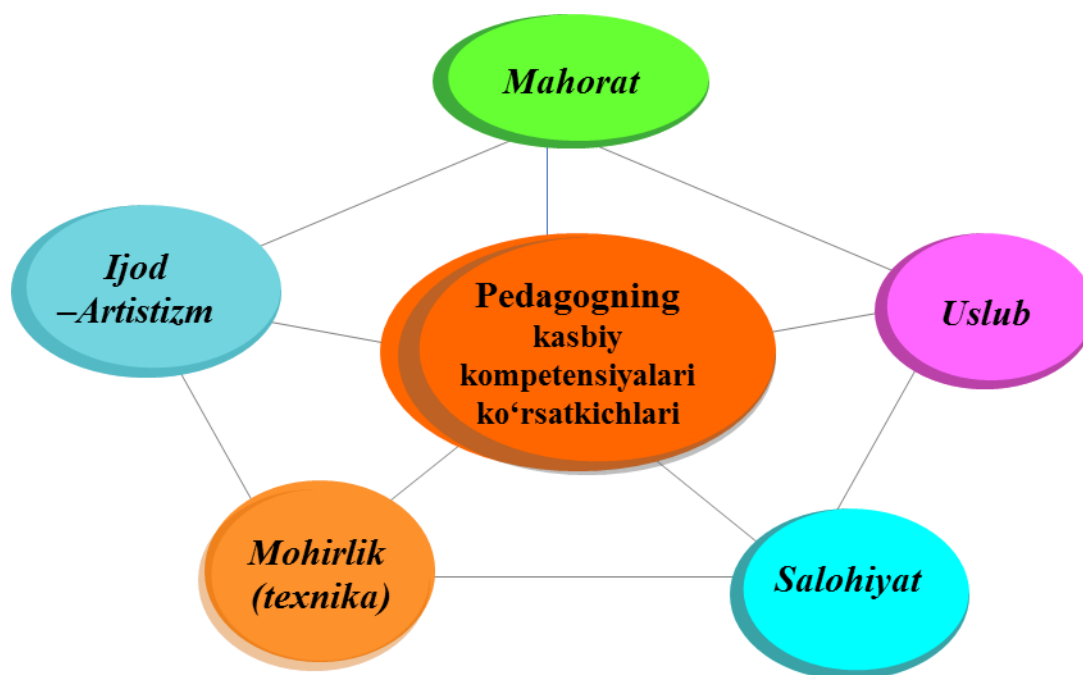 Mahorat
Ijod
–Artistizm
Pedagogning
kasbiy
kompetensiyalari
ko‘rsatkichlari
Uslub
Mohirlik
(texnika)
Salohiyat